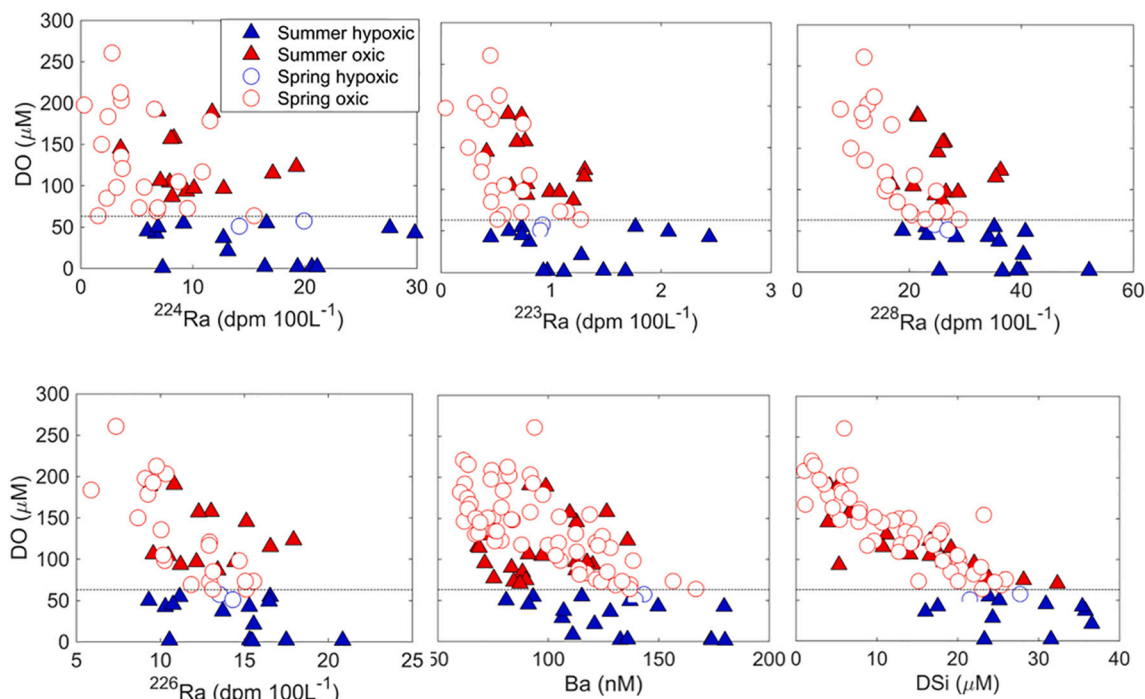 300
250
200
150
100
50
0
DO (μM)
Summer hypoxic
Summer oxic
Spring hypoxic
Spring oxic
0 10 20 30
²²⁴Ra (dpm 100L⁻¹)
0 1 2 3
²²³Ra (dpm 100L⁻¹)
0 20 40 60
²²⁸Ra (dpm 100L⁻¹)
300
250
200
150
100
50
0
DO (μM)
5 10 15 20 25
²²⁶Ra (dpm 100L⁻¹)
50 100 150 200
Ba (nM)
0 10 20 30 40
DSi (μM)